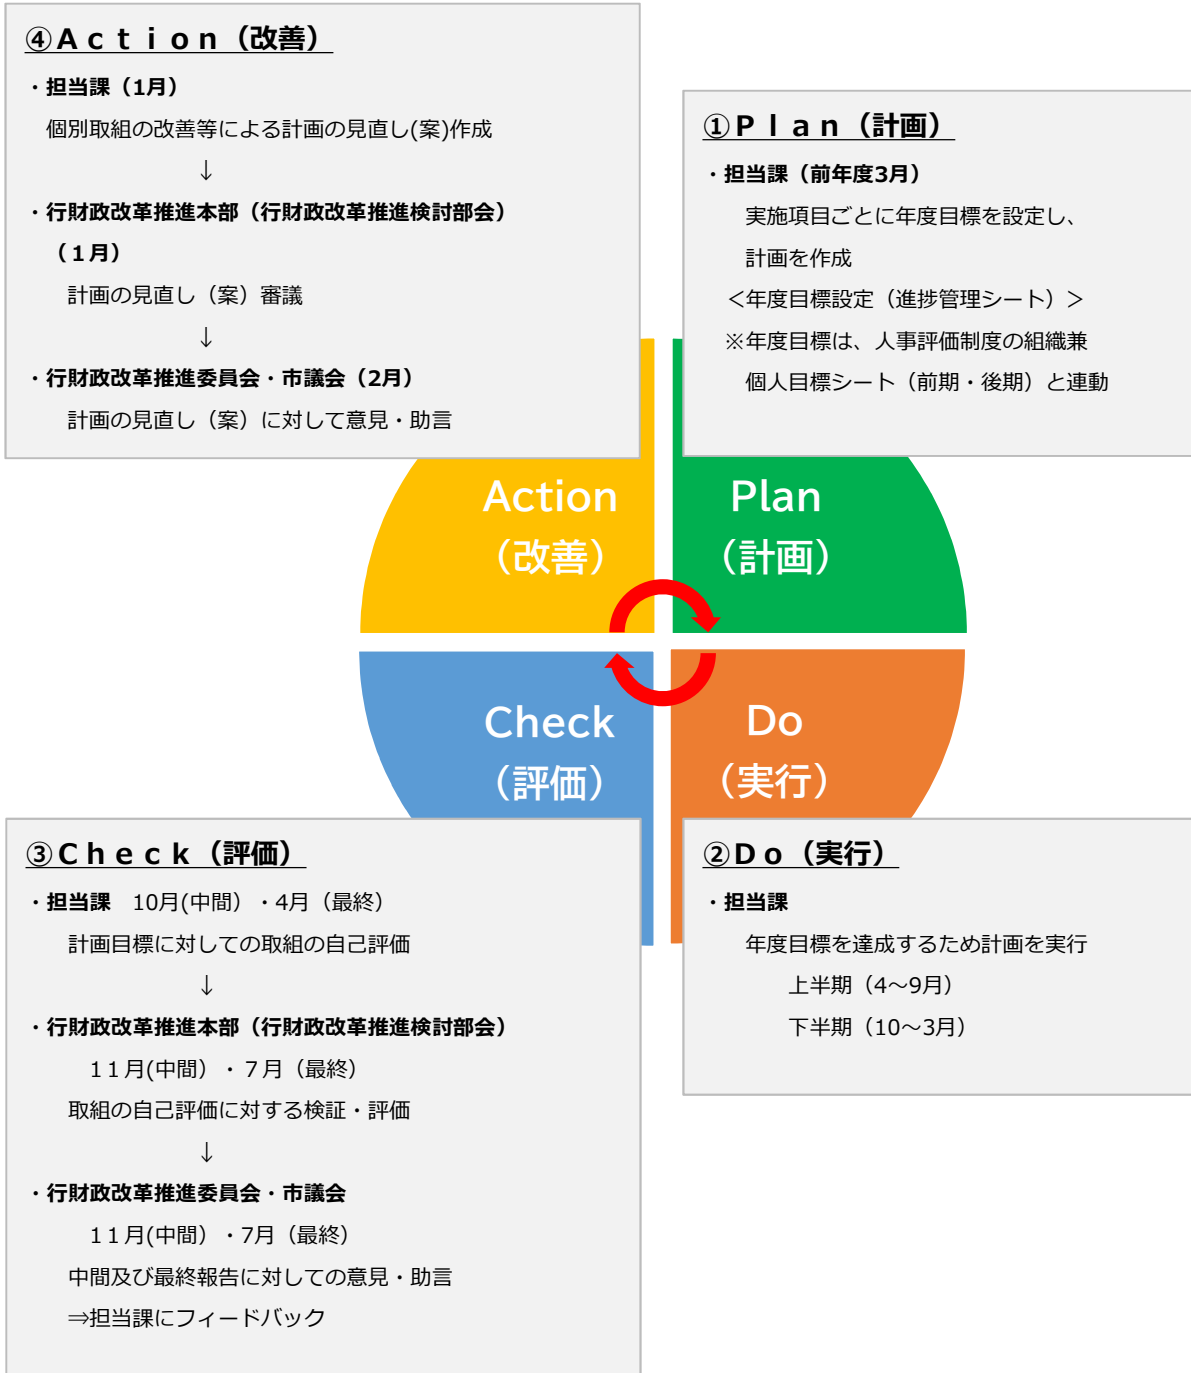 ④Ａｃｔｉｏｎ（改善）
・担当課（1月）
個別取組の改善等による計画の見直し(案)作成
↓
・行財政改革推進本部（行財政改革推進検討部会）
（１月）
計画の見直し（案）審議
↓
・行財政改革推進委員会・市議会（2月）
計画の見直し（案）に対して意見・助言
①Ｐｌａｎ（計画）
・担当課（前年度3月）
実施項目ごとに年度目標を設定し、
計画を作成
＜年度目標設定（進捗管理シート）＞
※年度目標は、人事評価制度の組織兼
個人目標シート（前期・後期）と連動
Action
（改善）
Plan
（計画）
Check
（評価）
Do
（実行）
③Ｃｈｅｃｋ（評価）
・担当課　10月(中間）・4月（最終）
計画目標に対しての取組の自己評価
↓
・行財政改革推進本部（行財政改革推進検討部会）
１１月(中間）・７月（最終）
取組の自己評価に対する検証・評価
↓
・行財政改革推進委員会・市議会
１１月(中間）・7月（最終）
中間及び最終報告に対しての意見・助言
⇒担当課にフィードバック
②Ｄｏ（実行）
・担当課
年度目標を達成するため計画を実行
上半期（4～9月）
下半期（10～3月）